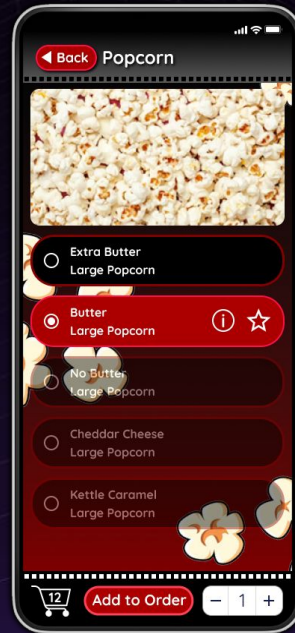 Back Popcorn
Extra Butter
Large Popcorn
Butter
Large Popcorn
No Butter
Large Popcorn
Cheddar Cheese
Large Popcorn
Kettle Caramel
Large Popcorn
12 Add to Order − 1 +